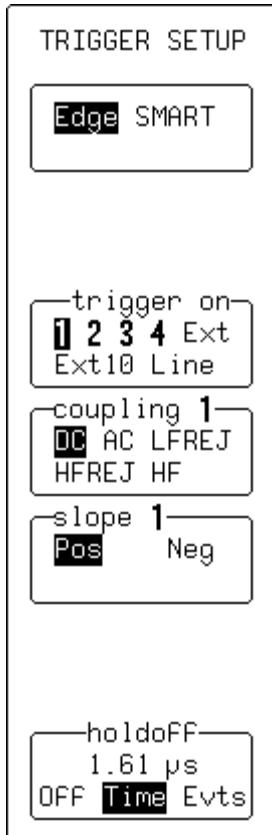 TRIGGER SETUP
Edge SMART
trigger on
1 2 3 4 Ext
Ext10 Line
coupling 1
DC AC LFREJ
HFREJ HF
slope 1
Pos Neg
holdoff
1.61 µs
OFF Time Evts